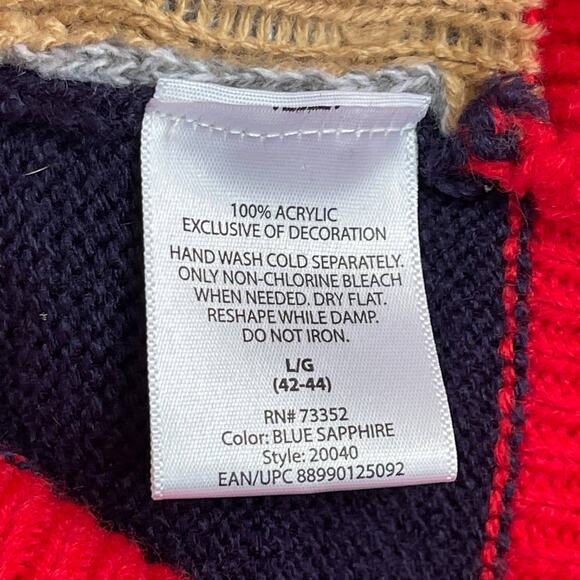 100% ACRYLIC
EXCLUSIVE OF DECORATION
HAND WASH COLD SEPARATELY.
ONLY NON-CHLORINE BLEACH
WHEN NEEDED. DRY FLAT.
RESHAPE WHILE DAMP.
DO NOT IRON.
L/G
(42-44)
RN# 73352
Color: BLUE SAPPHIRE
Style: 20040
EAN/UPC 88990125092